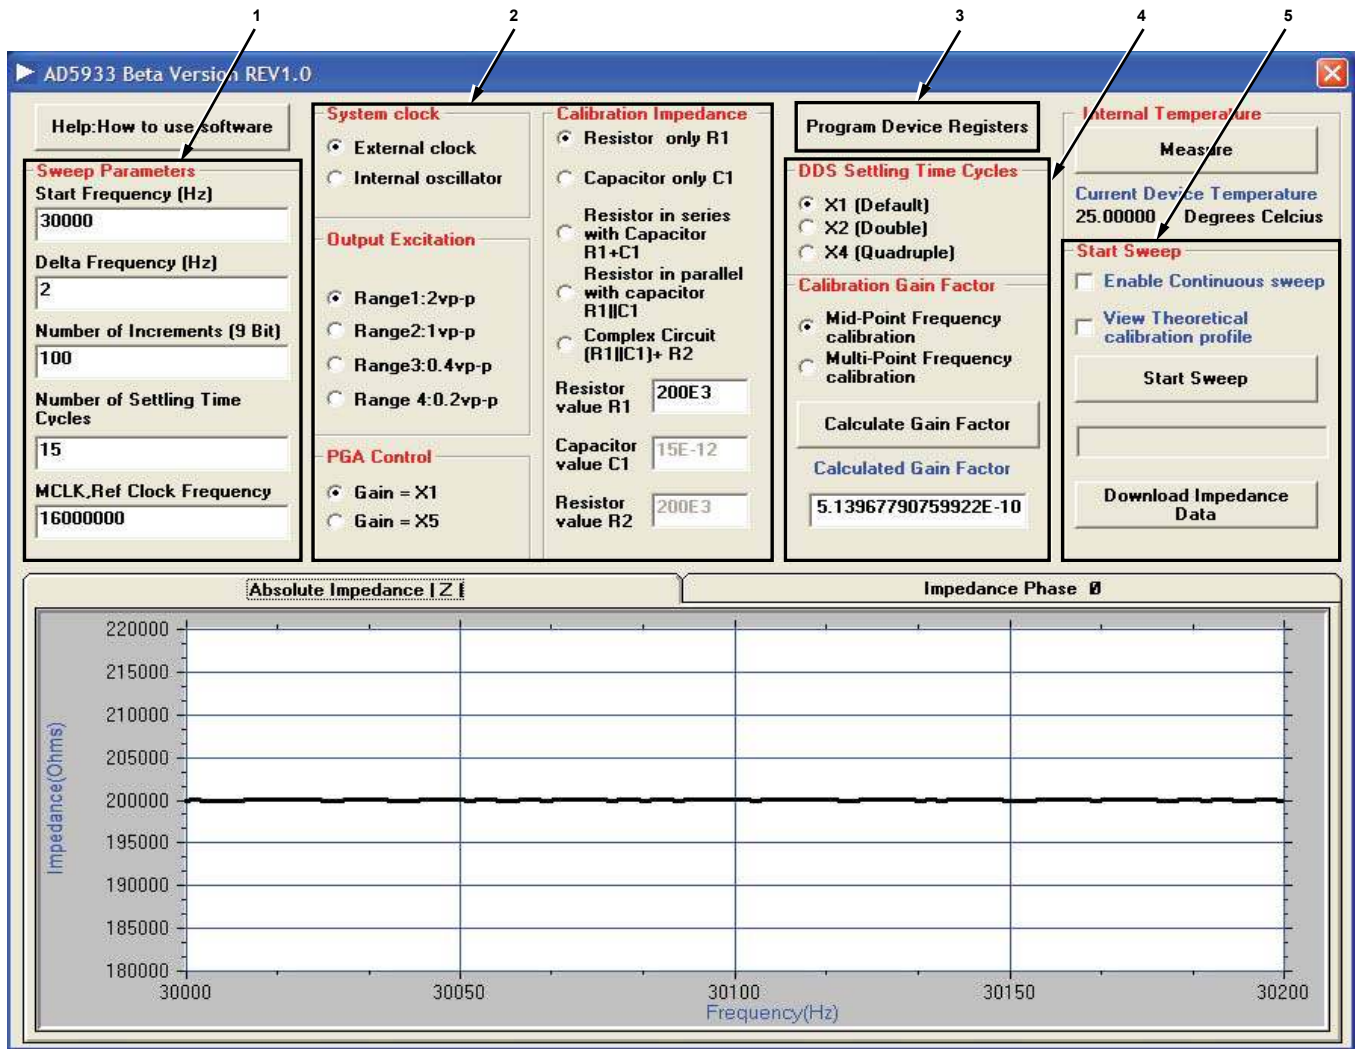 1
2
3
4
5
AD5933 Beta Version REV1.0
Help:How to use software
Sweep Parameters
Start Frequency (Hz)
30000
Delta Frequency (Hz)
2
Number of Increments (9 Bit)
100
Number of Settling Time
Cycles
15
MCLK,Ref Clock Frequency
16000000
System clock
External clock
Internal oscillator
Output Excitation
Range1:2vp-p
Range2:1vp-p
Range3:0.4vp-p
Range 4:0.2vp-p
PGA Control
Gain = X1
Gain = X5
Calibration Impedance
Resistor only R1
Capacitor only C1
Resistor in series
with Capacitor
R1+C1
Resistor in parallel
with capacitor
R1||C1
Complex Circuit
(R1||C1)+ R2
Resistor
value R1
200E3
Capacitor
value C1
15E-12
Resistor
value R2
200E3
Program Device Registers
DDS Settling Time Cycles
X1 (Default)
X2 (Double)
X4 (Quadruple)
Calibration Gain Factor
Mid-Point Frequency
calibration
Multi-Point Frequency
calibration
Calculate Gain Factor
Calculated Gain Factor
5.13967790759922E-10
Internal Temperature
Measure
Current Device Temperature
25.00000 Degrees Celcius
Start Sweep
Enable Continuous sweep
View Theoretical
calibration profile
Start Sweep
Download Impedance
Data
Absolute Impedance |Z|
Impedance Phase Ø
Impedance(Ohms)
220000
215000
210000
205000
200000
195000
190000
185000
180000
30000
30050
30100
30150
30200
Frequency(Hz)